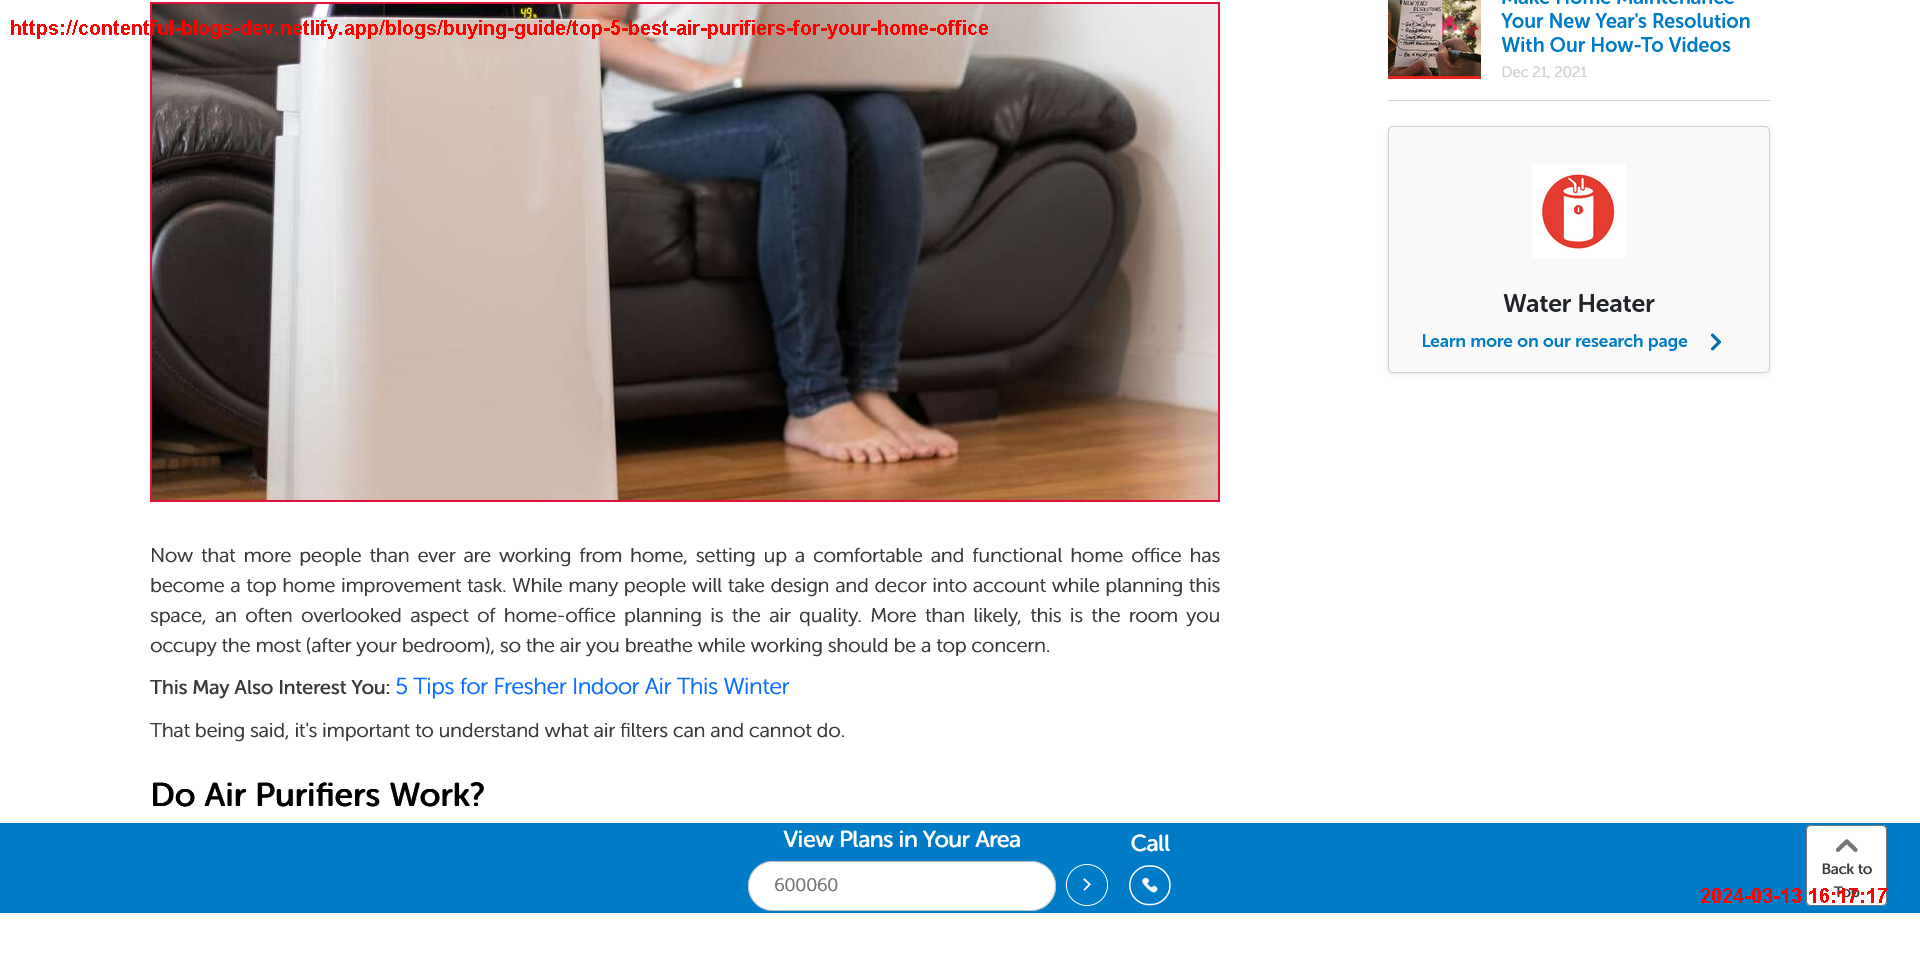 https://contentful-blogs-dev.netlify.app/blogs/buying-guide/top-5-best-air-purifiers-for-your-home-office
49
Make Home Maintenance
Your New Year's Resolution
With Our How-To Videos
Dec 21, 2021
Water Heater
Learn more on our research page
Now that more people than ever are working from home, setting up a comfortable and functional home office has
become a top home improvement task. While many people will take design and decor into account while planning this
space, an often overlooked aspect of home-office planning is the air quality. More than likely, this is the room you
occupy the most (after your bedroom), so the air you breathe while working should be a top concern.
This May Also Interest You: 5 Tips for Fresher Indoor Air This Winter
That being said, it's important to understand what air filters can and cannot do.
Do Air Purifiers Work?
View Plans in Your Area
600060
Call
Back to
Top
2024-03-13 16:17:17